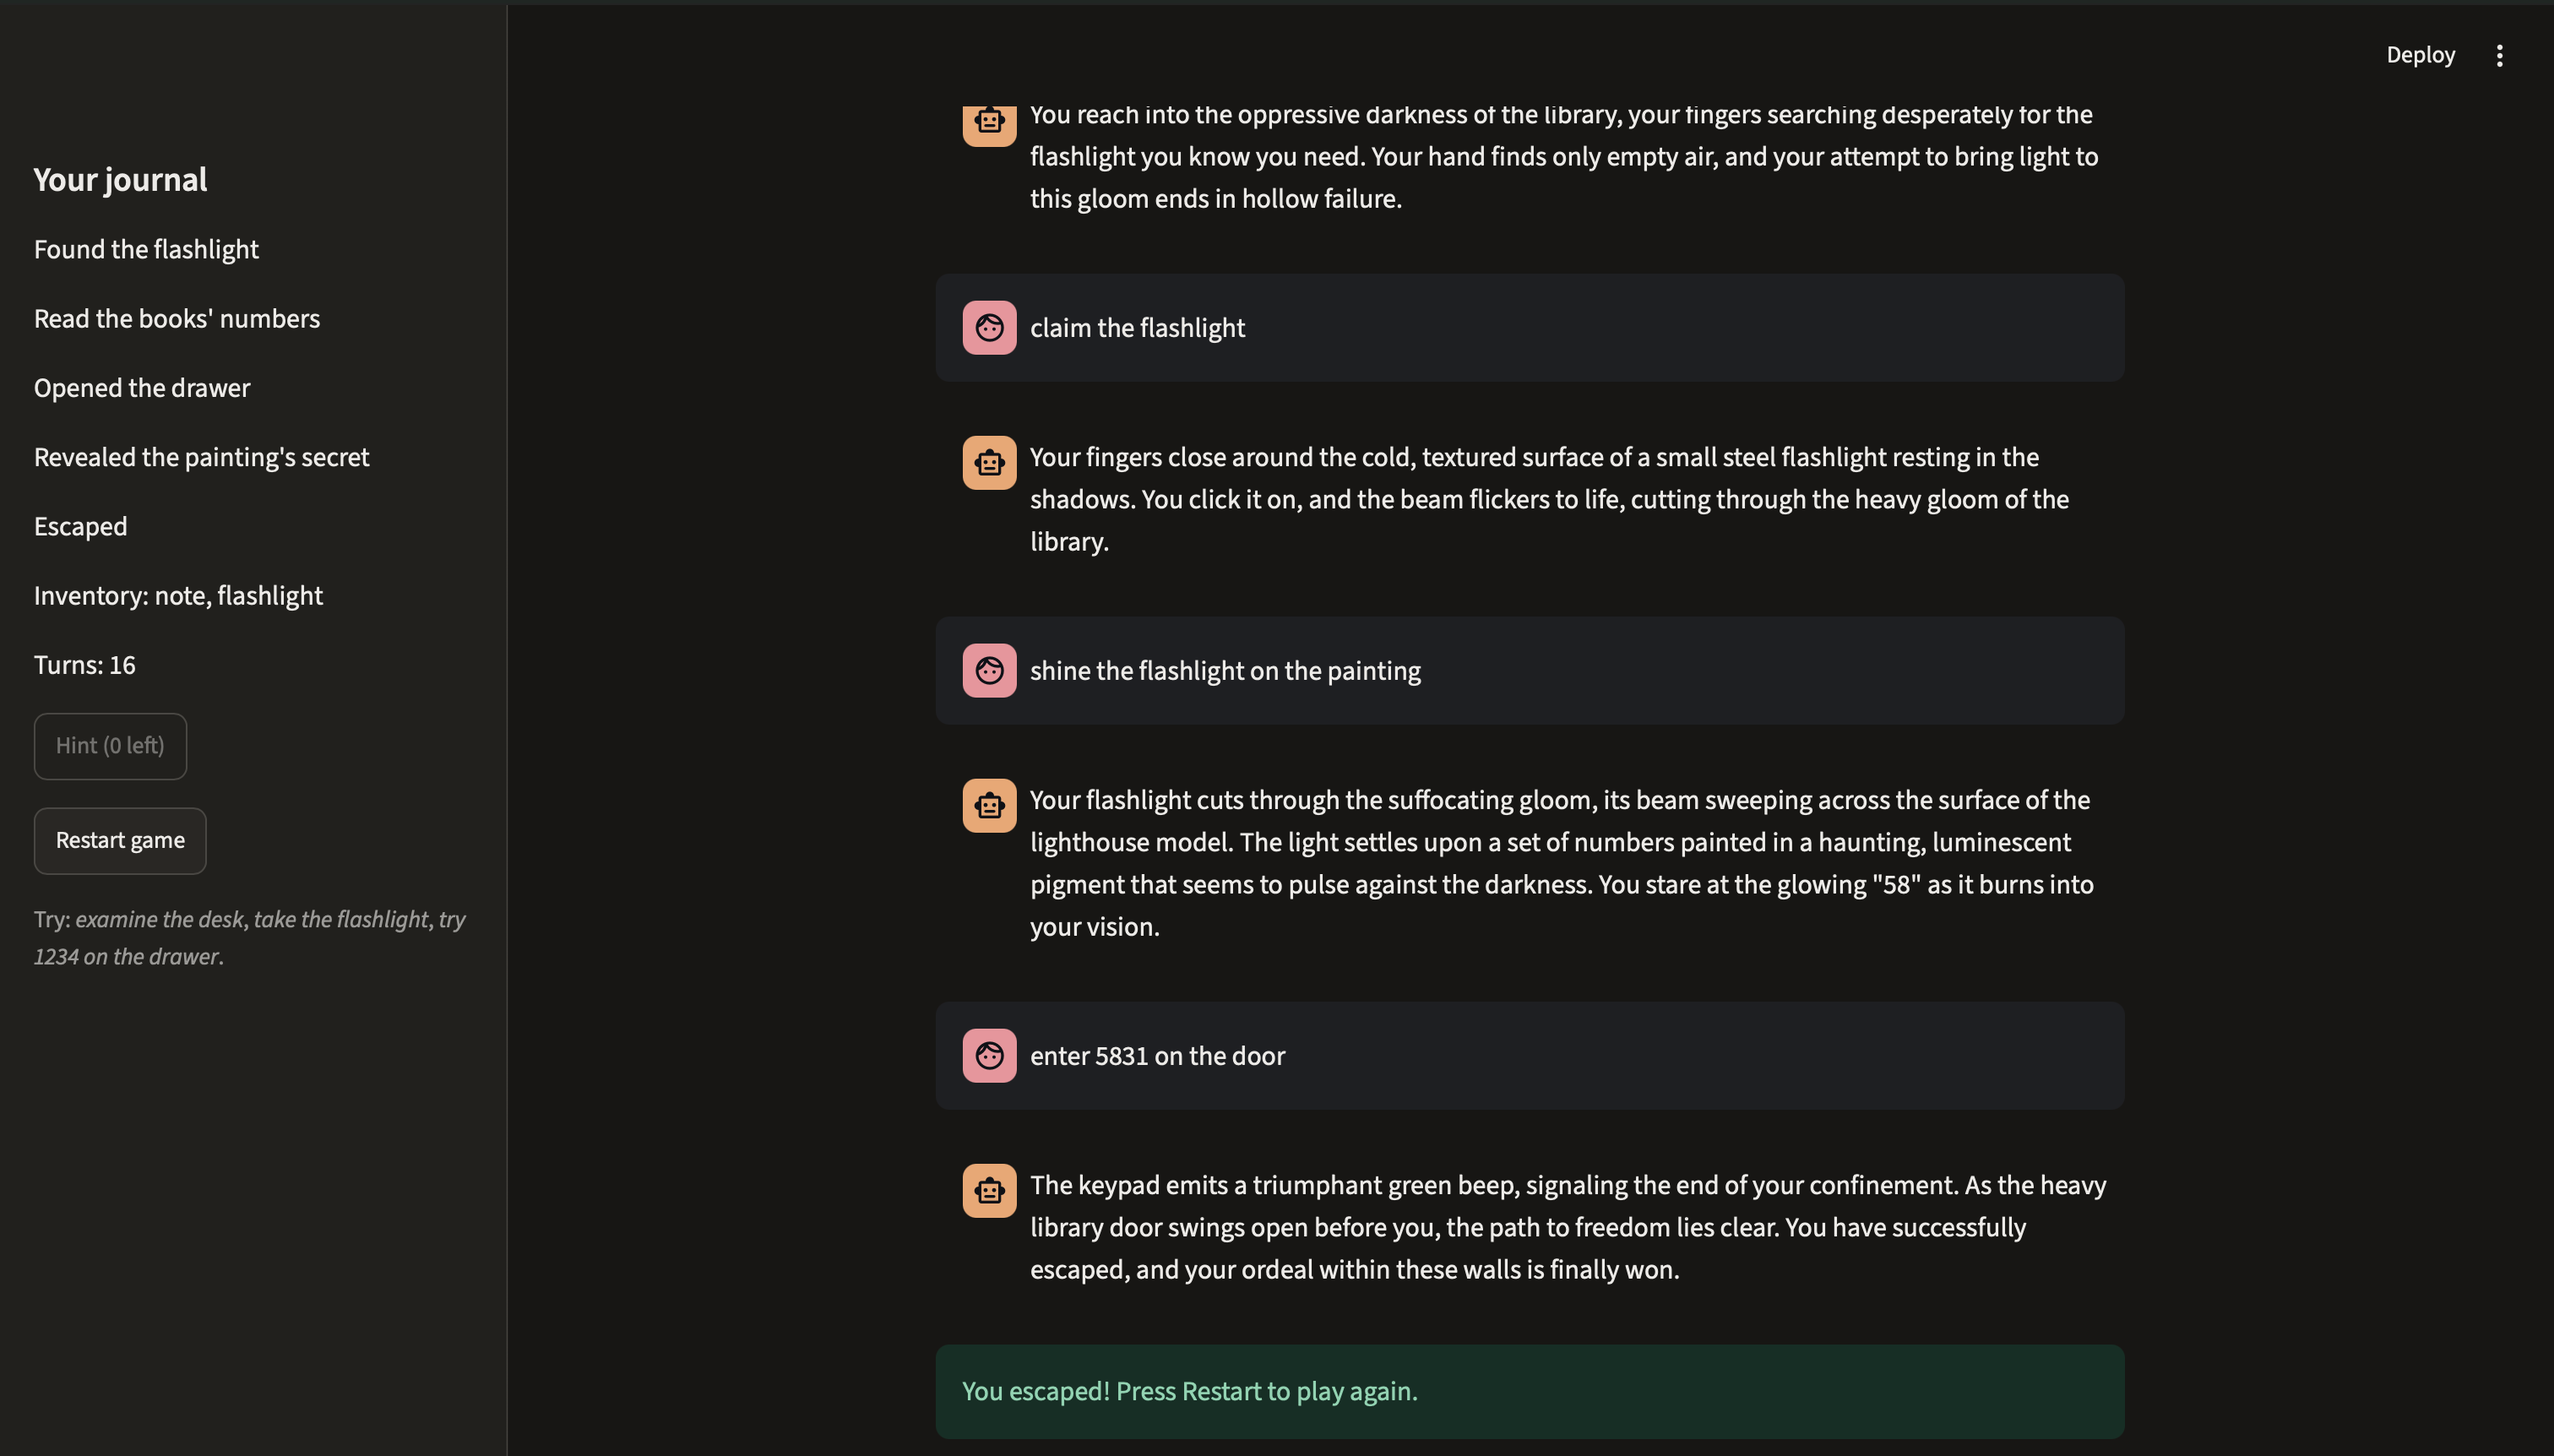 Deploy
Your journal
Found the flashlight
Read the books' numbers
Opened the drawer
Revealed the painting's secret
Escaped
Inventory: note, flashlight
Turns: 16
Hint (0 left)
Restart game
Try: examine the desk, take the flashlight, try
1234 on the drawer.
You reach into the oppressive darkness of the library, your fingers searching desperately for the
flashlight you know you need. Your hand finds only empty air, and your attempt to bring light to
this gloom ends in hollow failure.
claim the flashlight
Your fingers close around the cold, textured surface of a small steel flashlight resting in the
shadows. You click it on, and the beam flickers to life, cutting through the heavy gloom of the
library.
shine the flashlight on the painting
Your flashlight cuts through the suffocating gloom, its beam sweeping across the surface of the
lighthouse model. The light settles upon a set of numbers painted in a haunting, luminescent
pigment that seems to pulse against the darkness. You stare at the glowing "58" as it burns into
your vision.
enter 5831 on the door
The keypad emits a triumphant green beep, signaling the end of your confinement. As the heavy
library door swings open before you, the path to freedom lies clear. You have successfully
escaped, and your ordeal within these walls is finally won.
You escaped! Press Restart to play again.